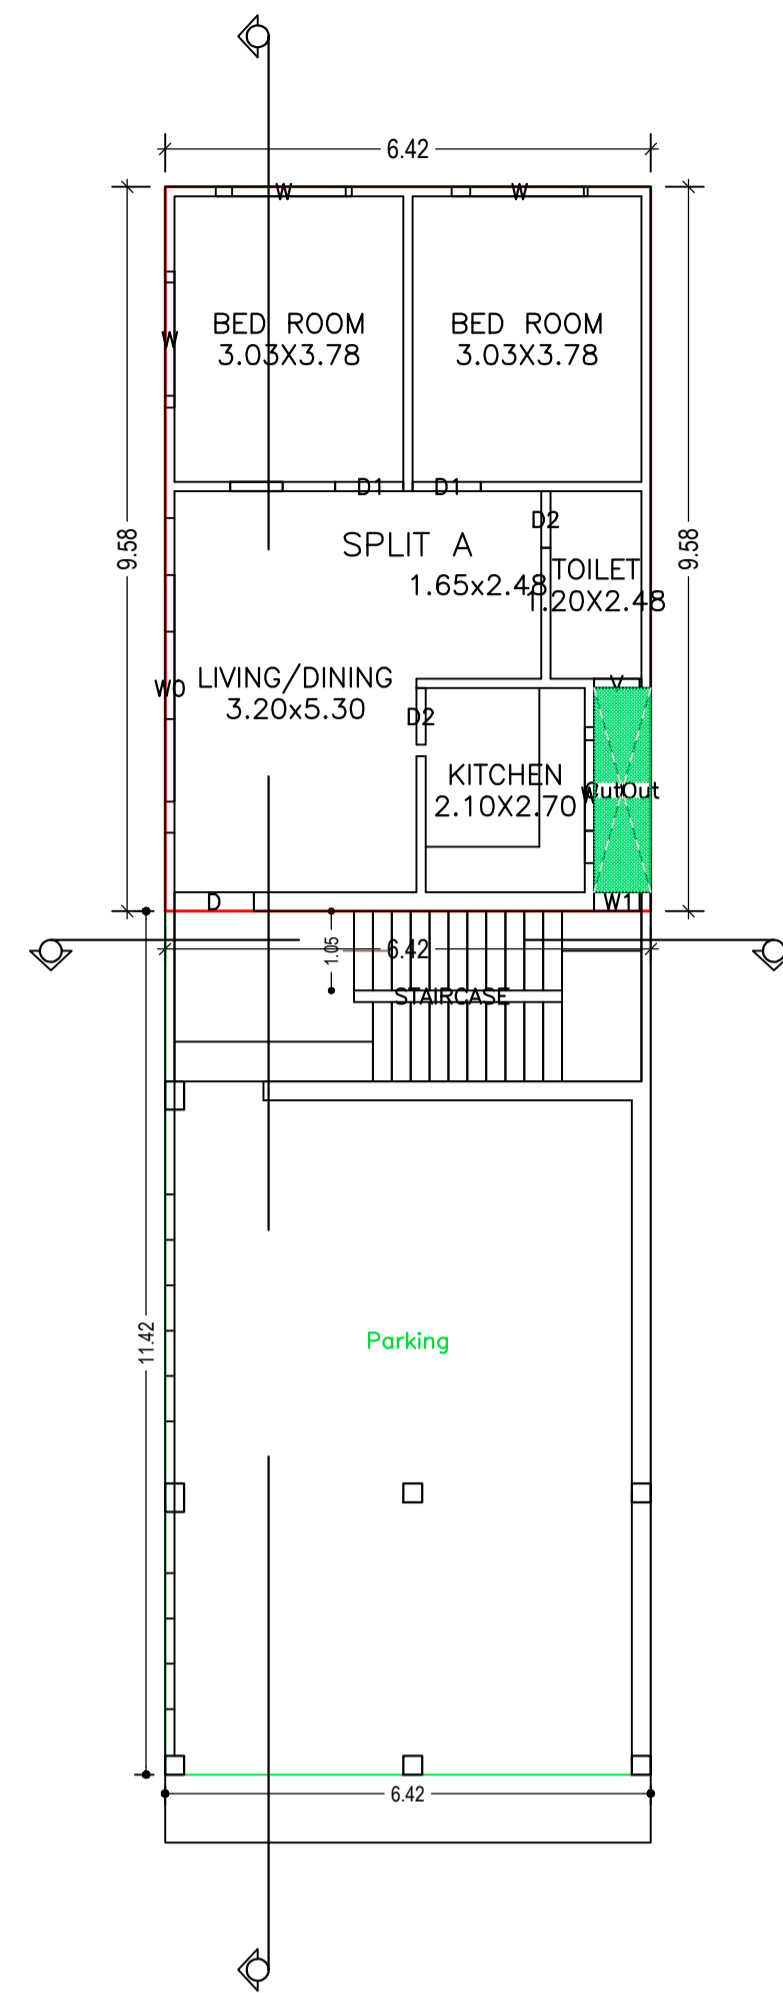 6.42
W
W
BED ROOM
3.03X3.78
BED ROOM
3.03X3.78
W
D1
D1
9.58
9.58
SPLIT A
D2
1.65x2.48
TOILET
1.20X2.48
W0
LIVING/DINING
3.20x5.30
V
D2
KITCHEN
2.10X2.70
W
CutOut
D
W1
1.05
6.42
STAIRCASE
11.42
Parking
6.42